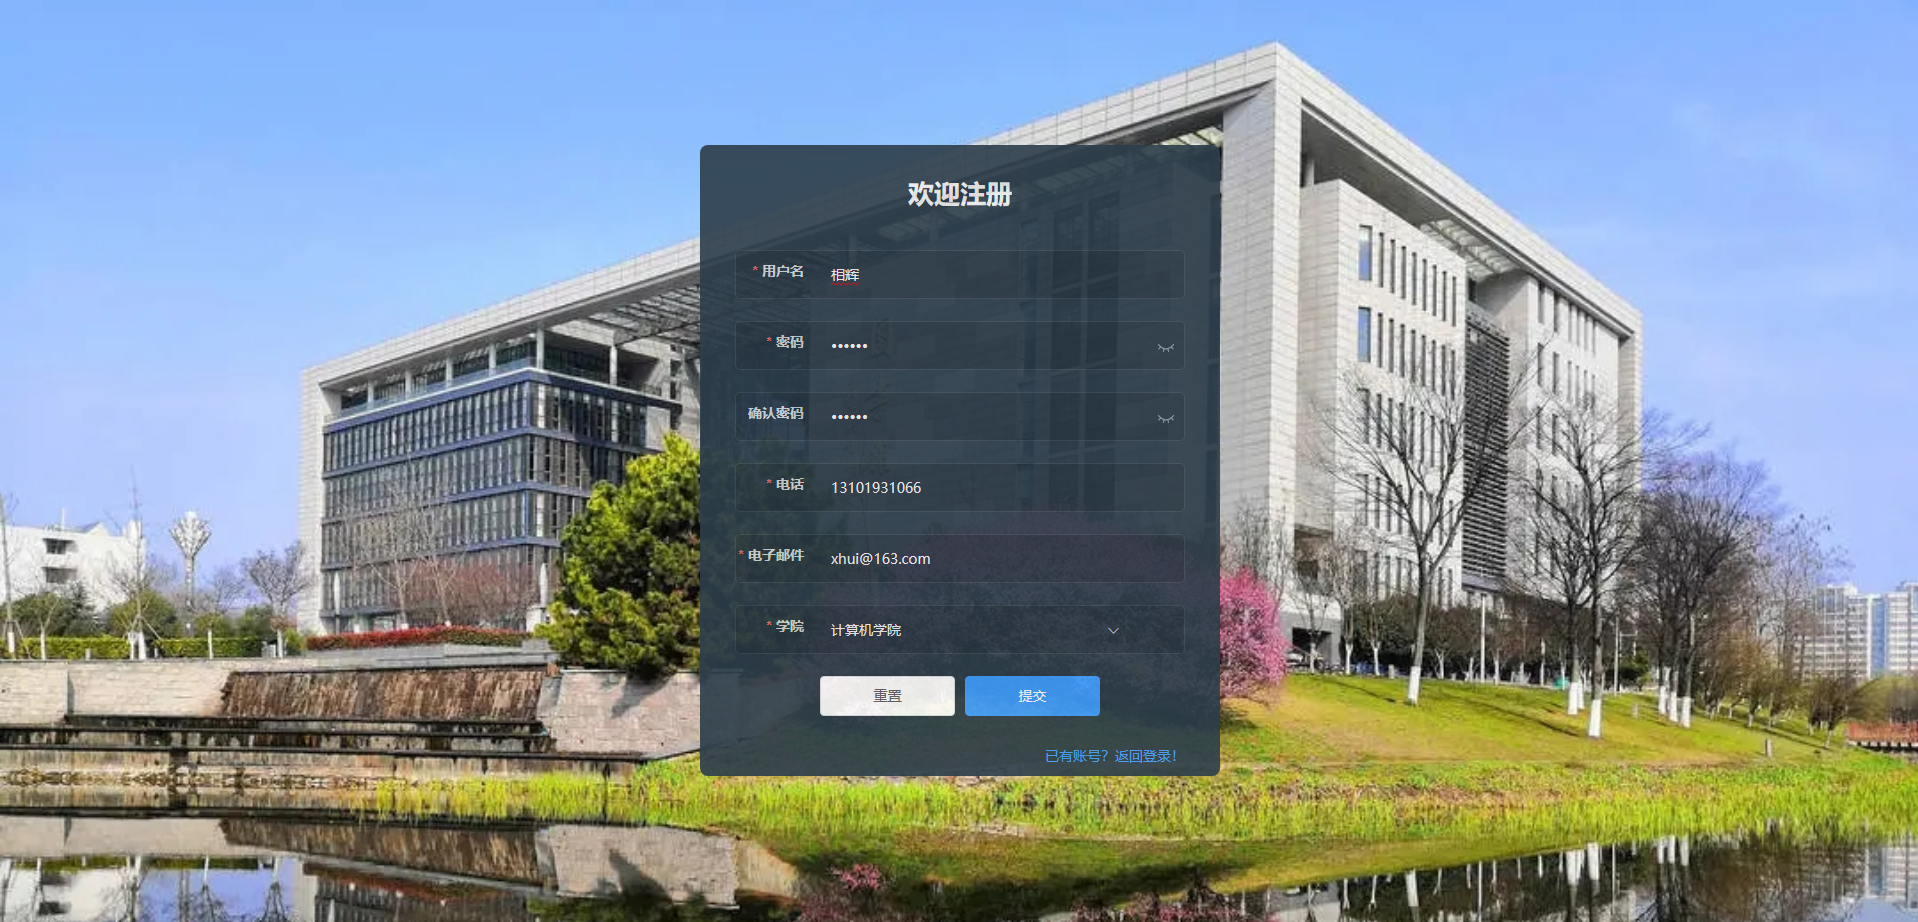 欢迎注册
* 用户名 相辉
* 密码 ••••••
确认密码 ••••••
* 电话 13101931066
* 电子邮件 xhui@163.com
* 学院 计算机学院
重置 提交
已有账号？返回登录！